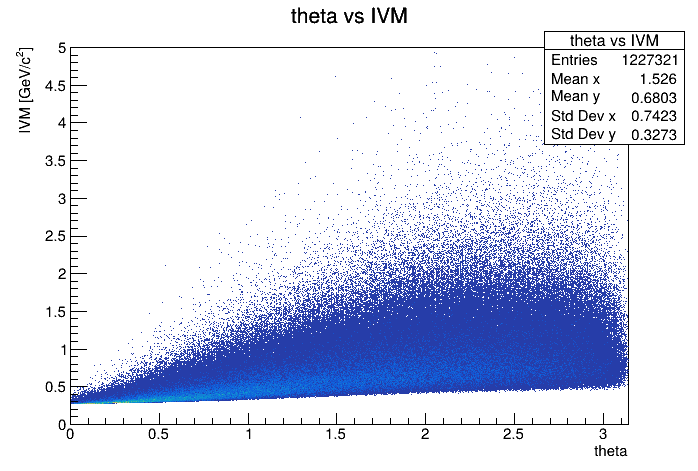 theta vs IVM
IVM [GeV/c²]
theta vs IVM
Entries 1227321
Mean x 1.526
Mean y 0.6803
Std Dev x 0.7423
Std Dev y 0.3273
5
4.5
4
3.5
3
2.5
2
1.5
1
0.5
0
0 0.5 1 1.5 2 2.5 3
theta